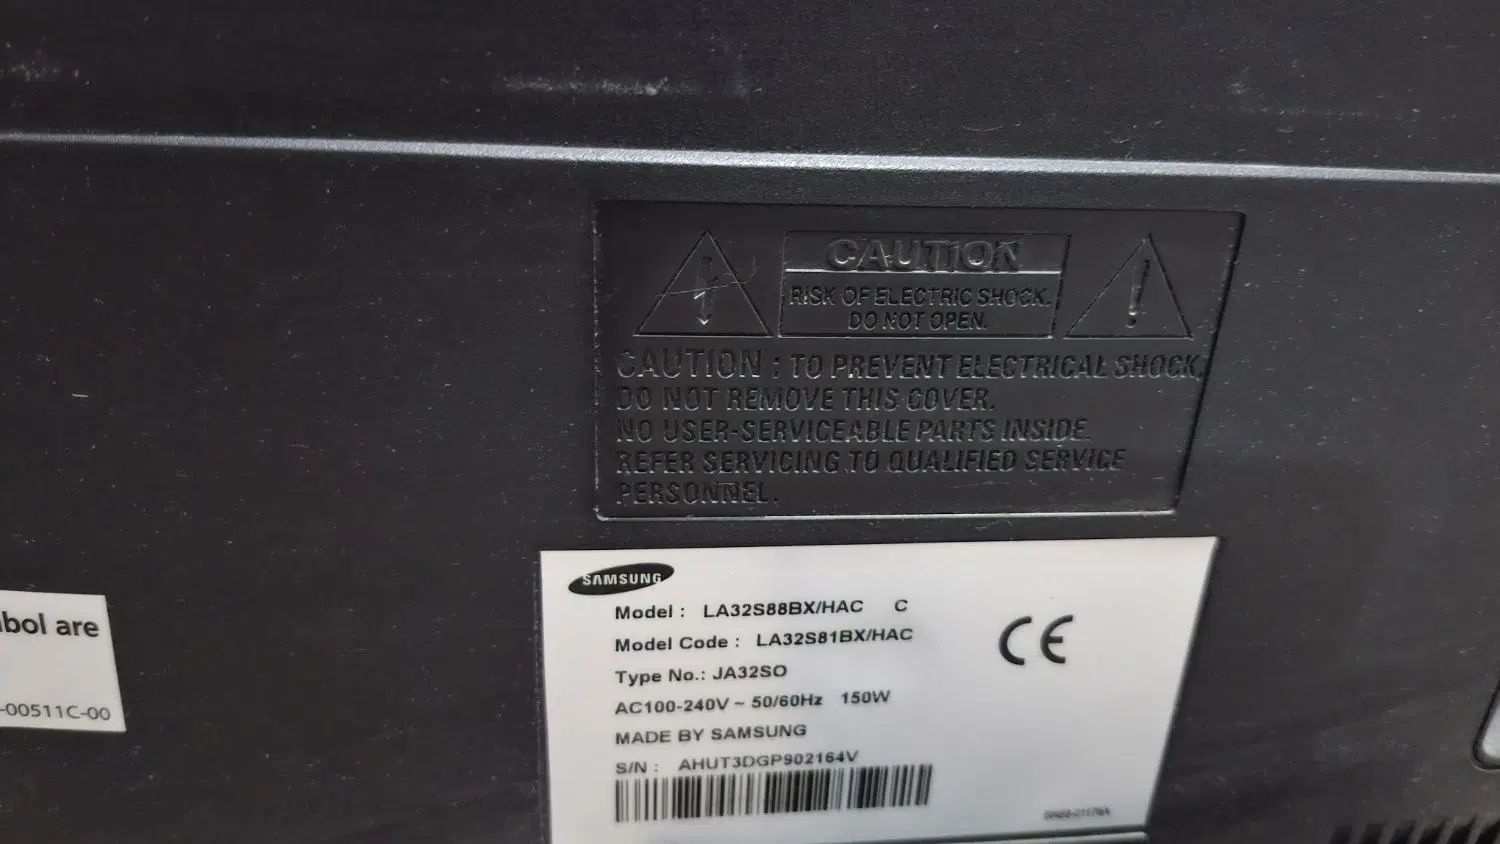 CAUTION
RISK OF ELECTRIC SHOCK.
DO NOT OPEN.
CAUTION : TO PREVENT ELECTRICAL SHOCK,
DO NOT REMOVE THIS COVER.
NO USER-SERVICEABLE PARTS INSIDE.
REFER SERVICING TO QUALIFIED SERVICE
PERSONNEL.
SAMSUNG
Model : LA32S88BX/HAC C
Model Code : LA32S81BX/HAC
Type No.: JA32SO
AC100-240V ~ 50/60Hz 150W
MADE BY SAMSUNG
S/N : AHUT3DGP902164V
CE
are
-00511C-00